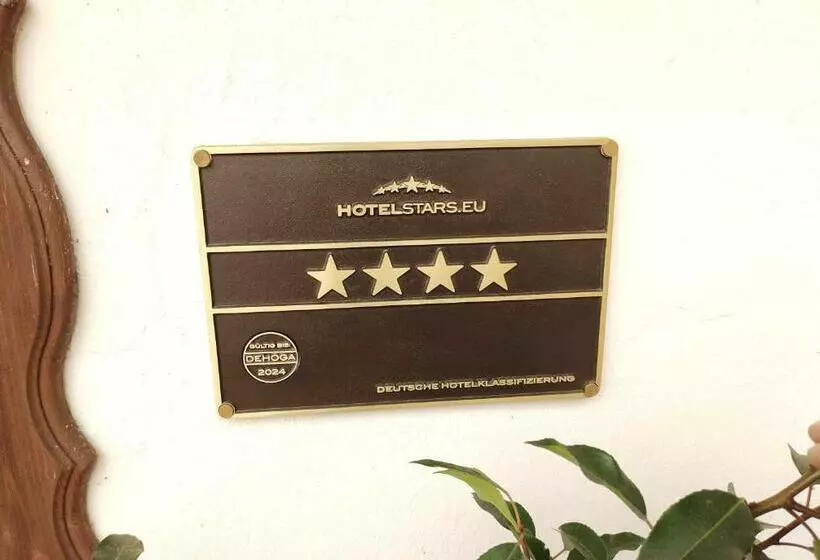 HOTELSTARS.EU
GÜLTIG BIS:
DEHOGA
2024
DEUTSCHE HOTELKLASSIFIZIERUNG